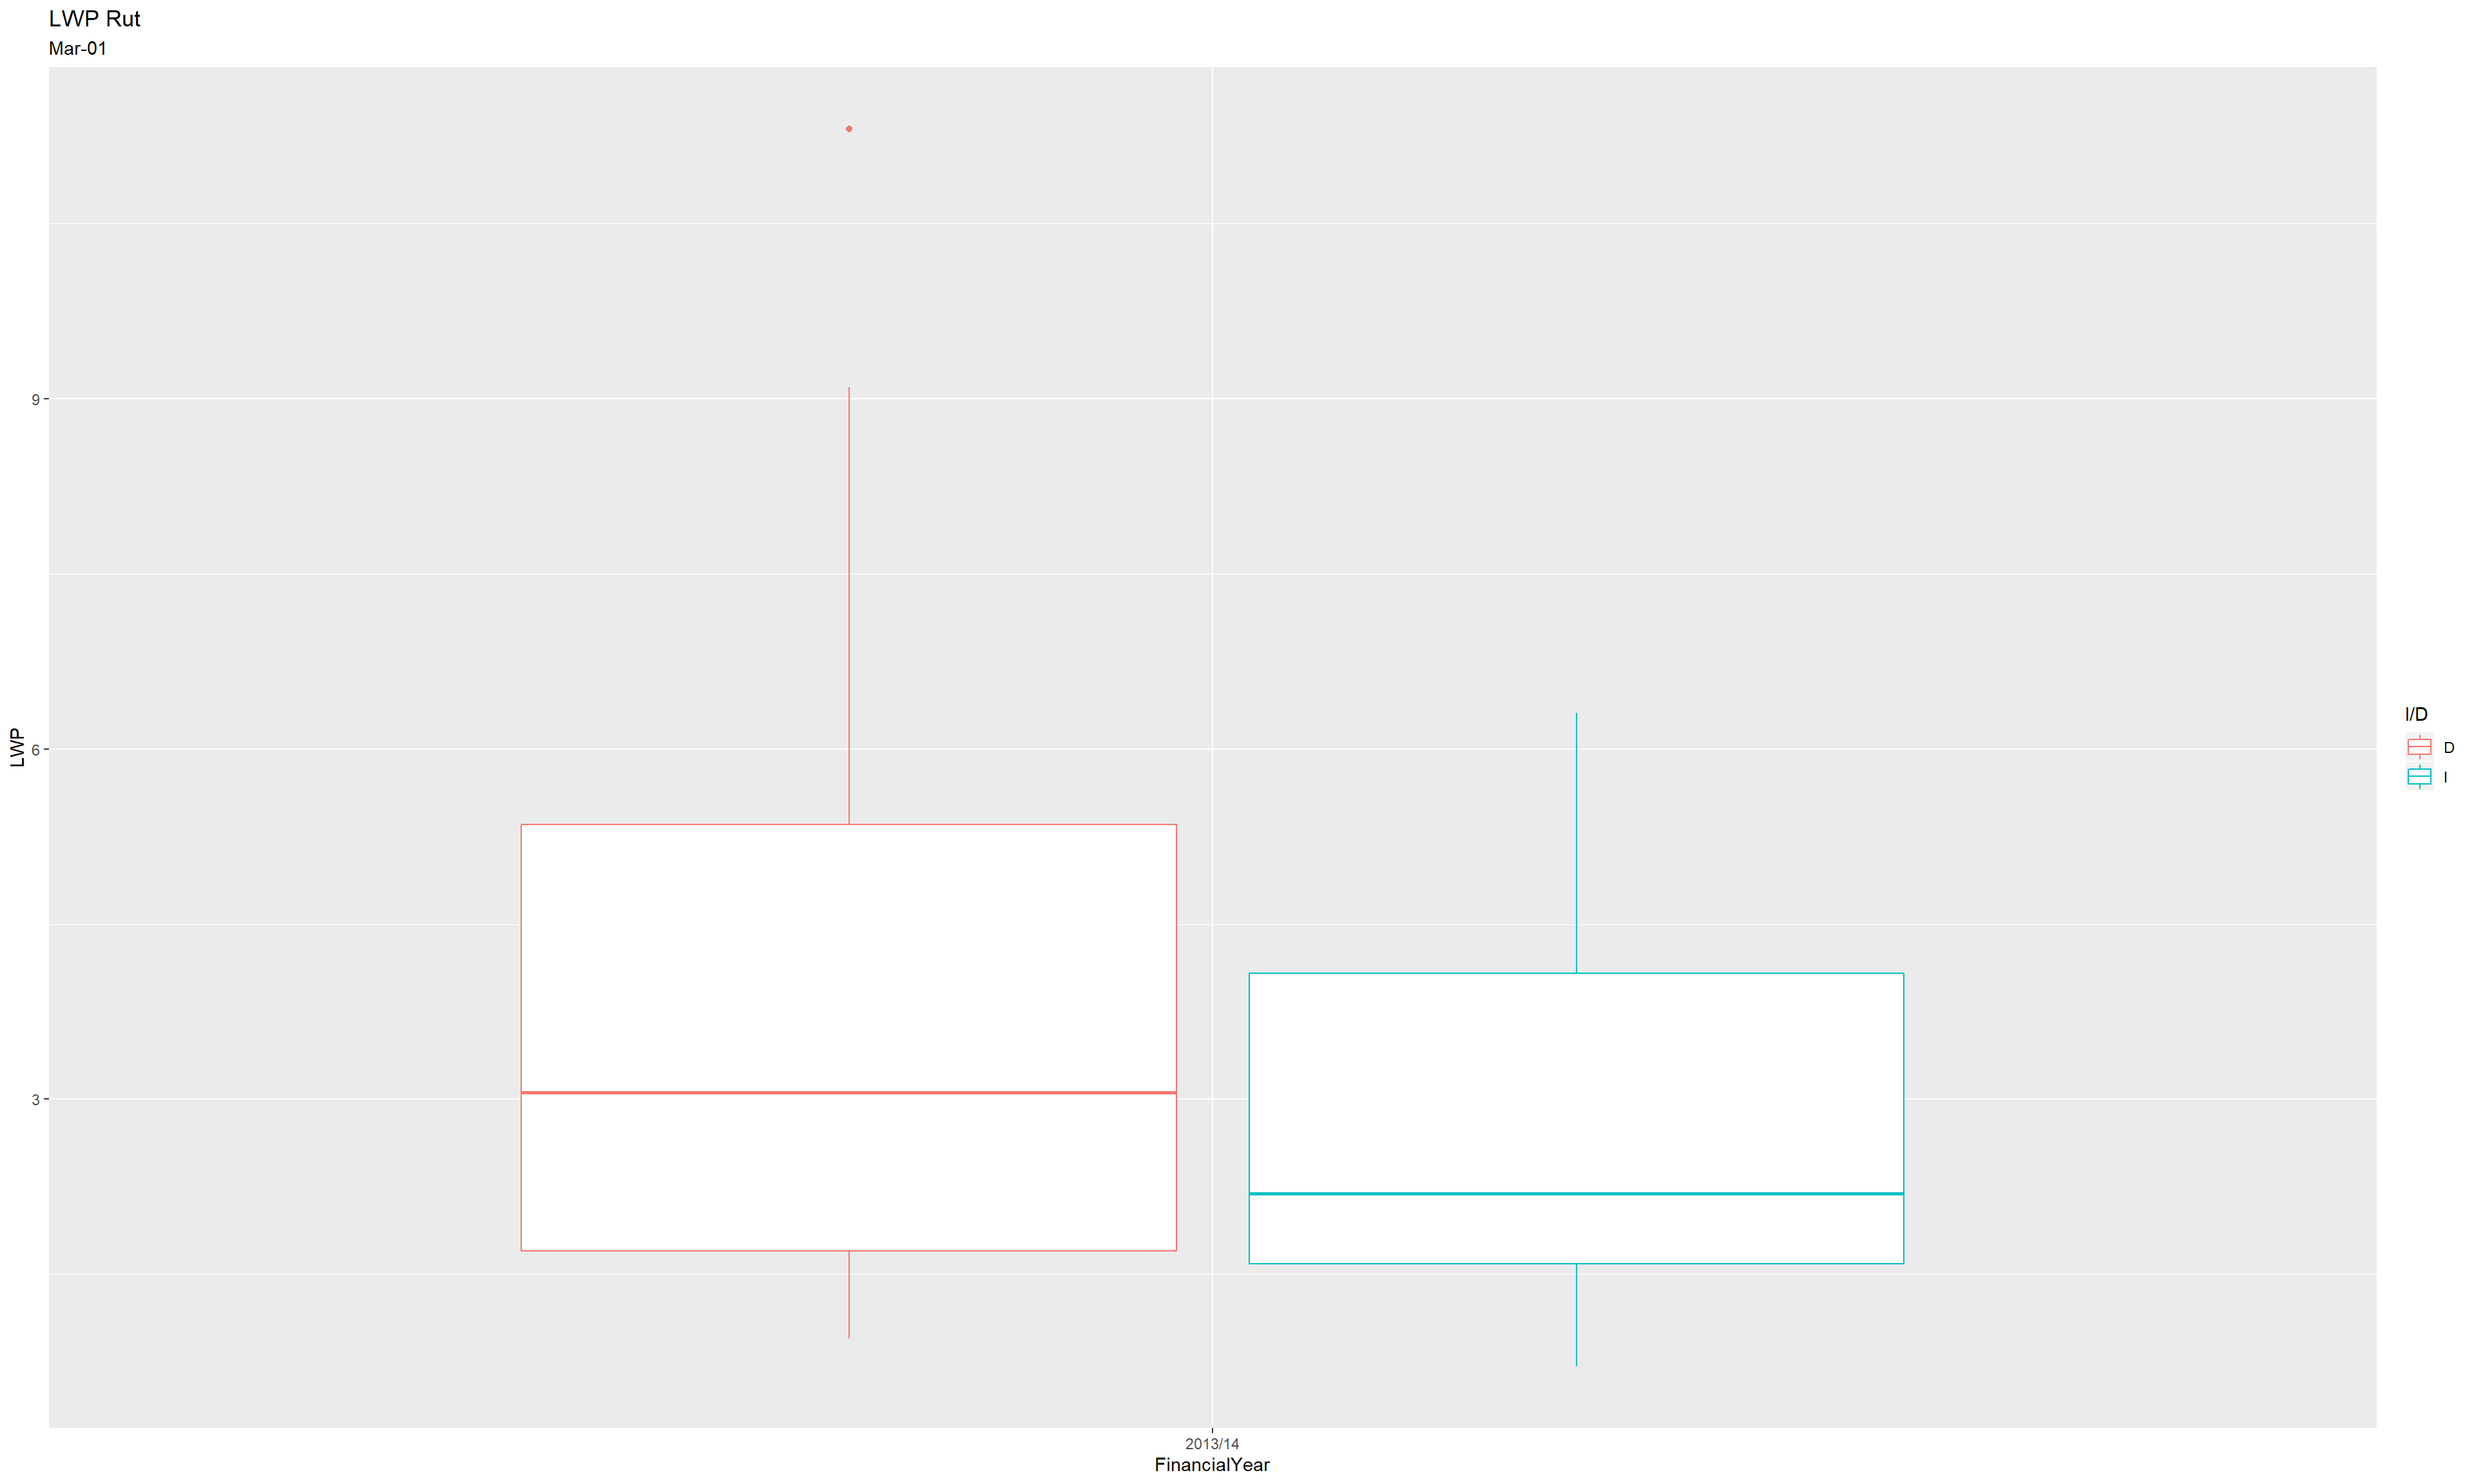 LWP Rut
Mar-01
9
6
3
LWP
2013/14
FinancialYear
I/D
D
I